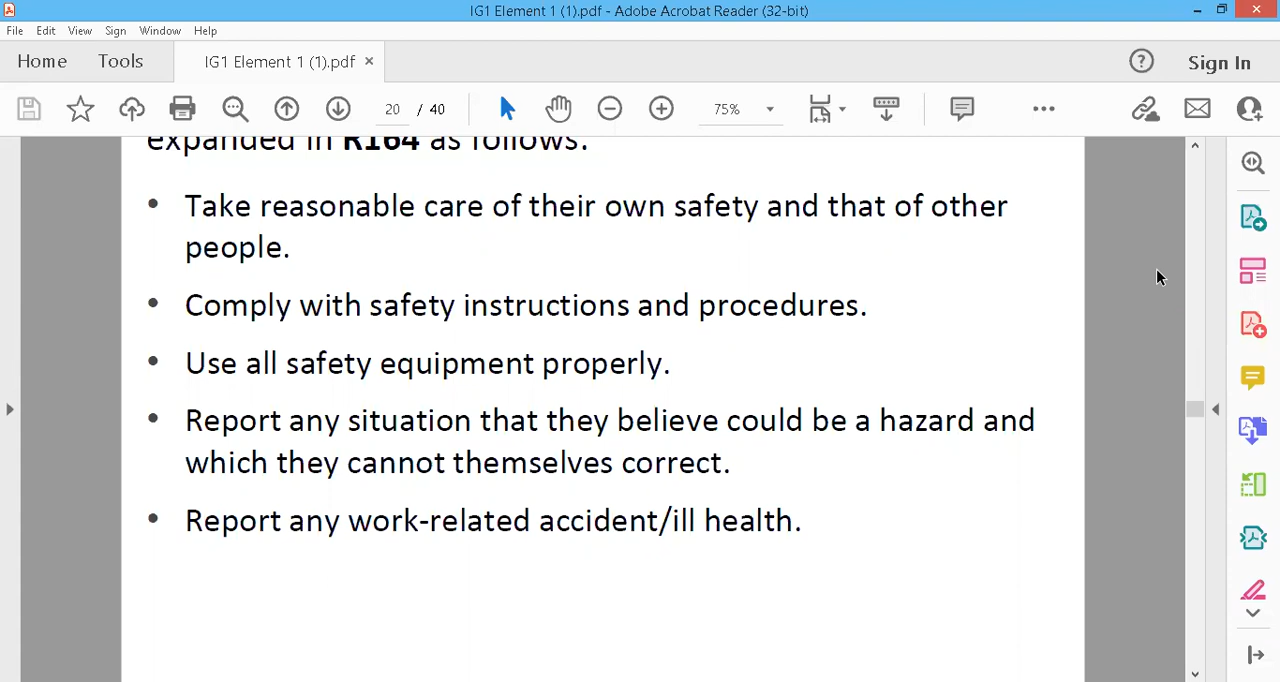 IG1 Element 1 (1).pdf - Adobe Acrobat Reader (32-bit)
File Edit View Sign Window Help
Home Tools IG1 Element 1 (1).pdf × Sign In
20 / 40 75%
expanded in R164 as follows:
• Take reasonable care of their own safety and that of other
people.
• Comply with safety instructions and procedures.
• Use all safety equipment properly.
• Report any situation that they believe could be a hazard and
which they cannot themselves correct.
• Report any work-related accident/ill health.